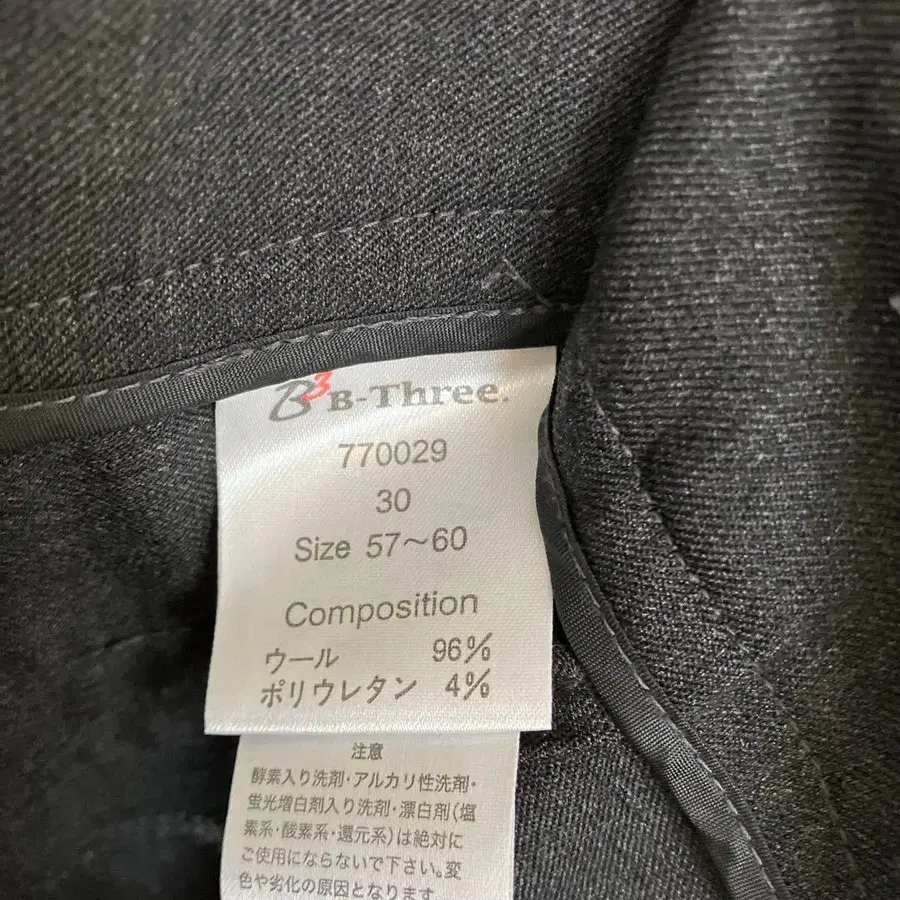 B3 B-Three.
770029
30
Size 57〜60
Composition
ウール 96%
ポリウレタン 4%
注意
酵素入り洗剤・アルカリ性洗剤・
蛍光増白剤入り洗剤・漂白剤(塩
素系・酸素系・還元系)は絶対に
ご使用にならないで下さい。変
色や劣化の原因となります